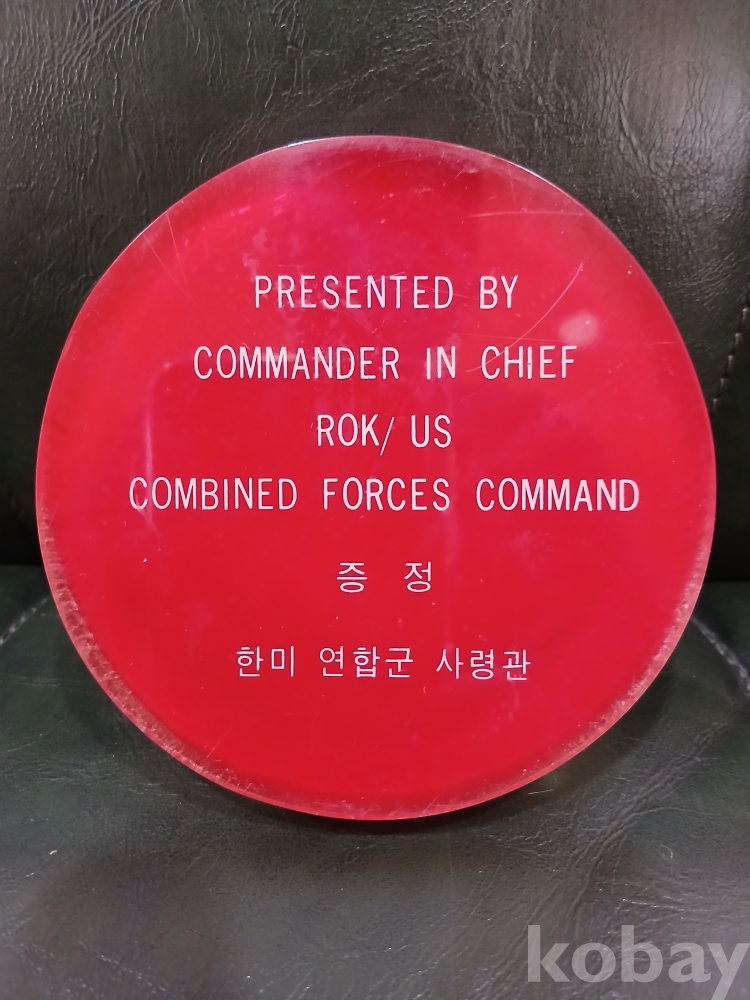 PRESENTED BY
COMMANDER IN CHIEF
ROK/ US
COMBINED FORCES COMMAND
증 정
한미 연합군 사령관
kobay